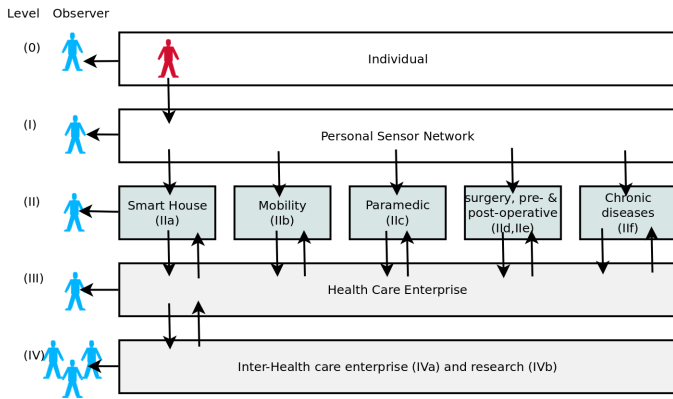 Level Observer
(0)
Individual
(I)
Personal Sensor Network
(II)
Smart House
(IIa)
Mobility
(IIb)
Paramedic
(IIc)
surgery, pre- &
post-operative
(IId,IIe)
Chronic
diseases
(IIf)
(III)
Health Care Enterprise
(IV)
Inter-Health care enterprise (IVa) and research (IVb)